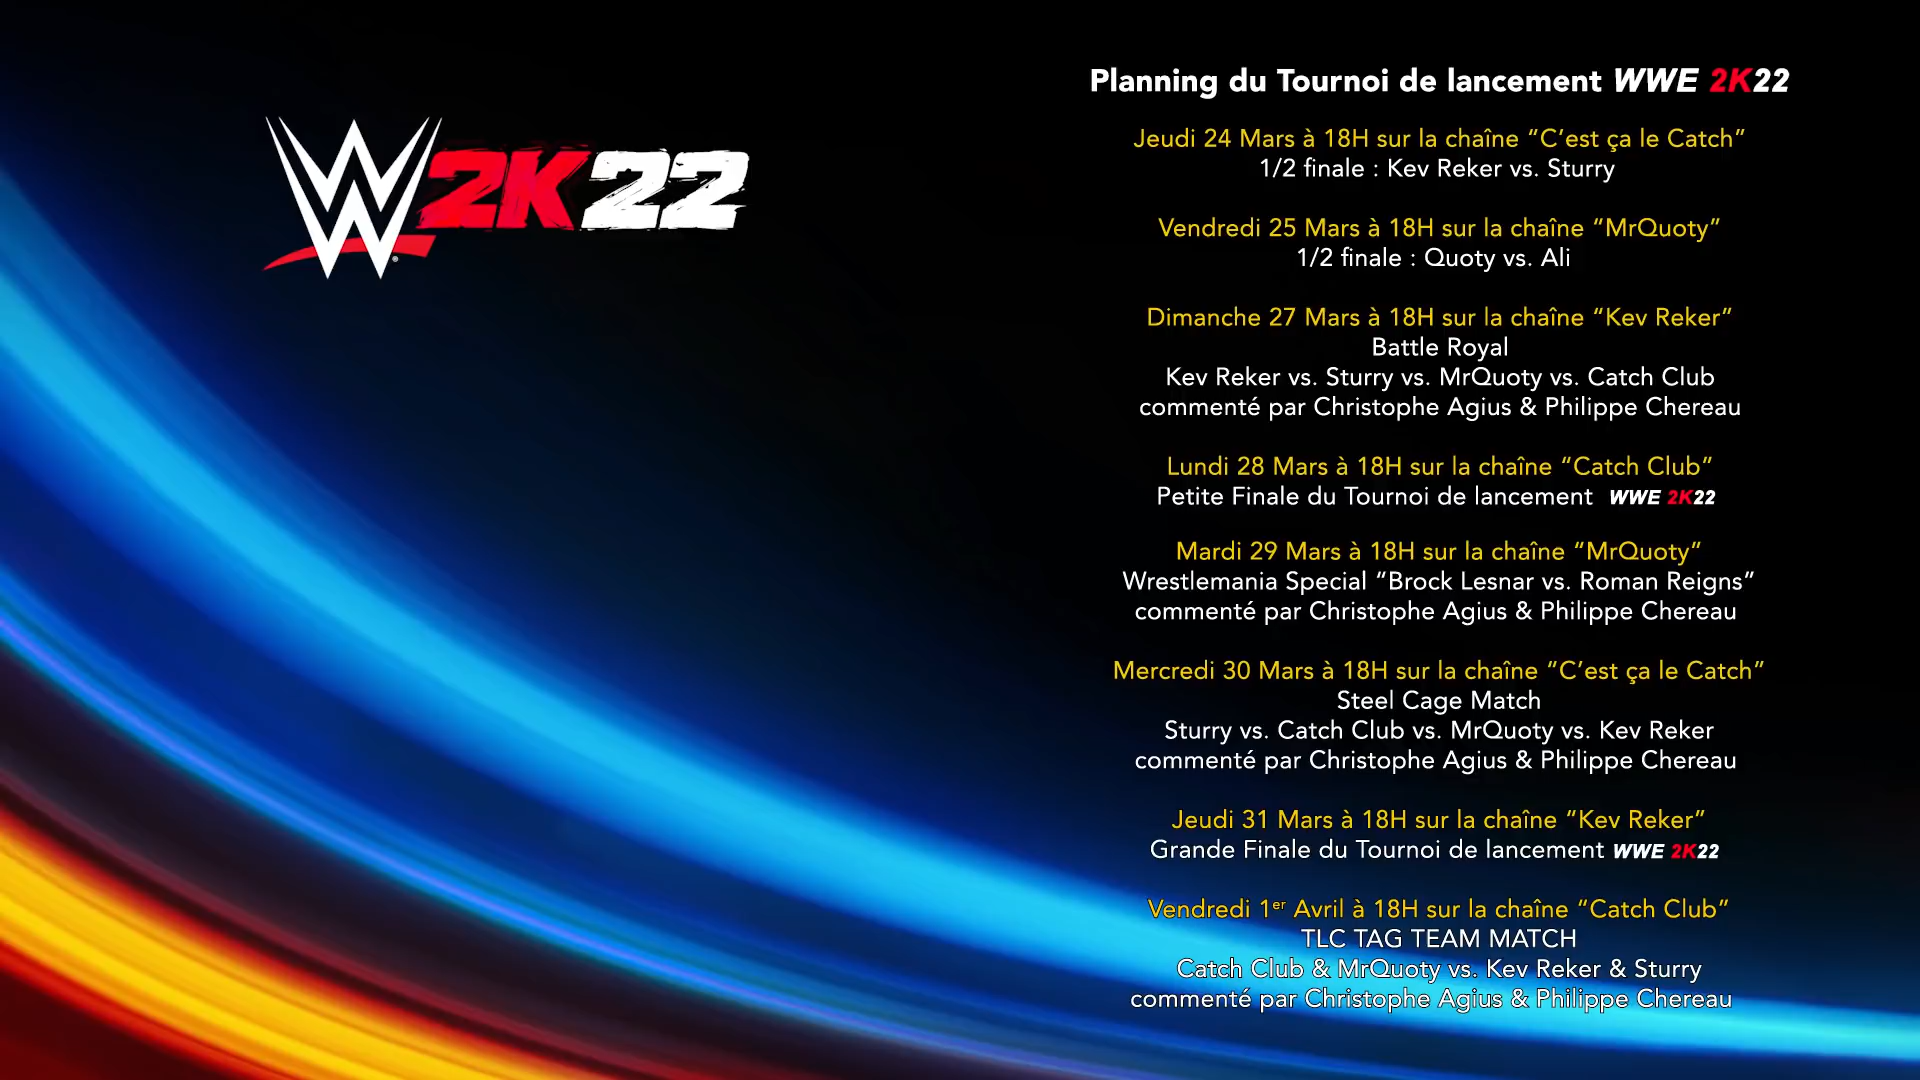 W 2K22
Planning du Tournoi de lancement WWE 2K22
Jeudi 24 Mars à 18H sur la chaîne “C’est ça le Catch”
1/2 finale : Kev Reker vs. Sturry
Vendredi 25 Mars à 18H sur la chaîne “MrQuoty”
1/2 finale : Quoty vs. Ali
Dimanche 27 Mars à 18H sur la chaîne “Kev Reker”
Battle Royal
Kev Reker vs. Sturry vs. MrQuoty vs. Catch Club
commenté par Christophe Agius & Philippe Chereau
Lundi 28 Mars à 18H sur la chaîne “Catch Club”
Petite Finale du Tournoi de lancement WWE 2K22
Mardi 29 Mars à 18H sur la chaîne “MrQuoty”
Wrestlemania Special “Brock Lesnar vs. Roman Reigns”
commenté par Christophe Agius & Philippe Chereau
Mercredi 30 Mars à 18H sur la chaîne “C’est ça le Catch”
Steel Cage Match
Sturry vs. Catch Club vs. MrQuoty vs. Kev Reker
commenté par Christophe Agius & Philippe Chereau
Jeudi 31 Mars à 18H sur la chaîne “Kev Reker”
Grande Finale du Tournoi de lancement WWE 2K22
Vendredi 1er Avril à 18H sur la chaîne “Catch Club”
TLC TAG TEAM MATCH
Catch Club & MrQuoty vs. Kev Reker & Sturry
commenté par Christophe Agius & Philippe Chereau